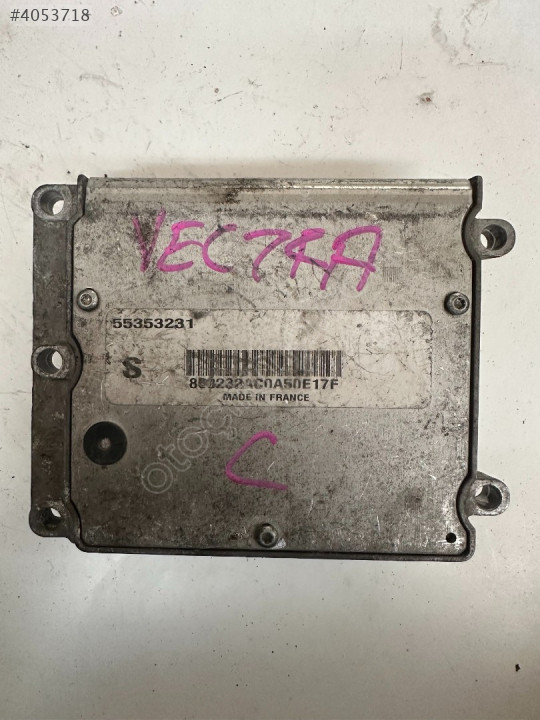 #4053718
VECTRA
55353231
S
MADE IN FRANCE
C